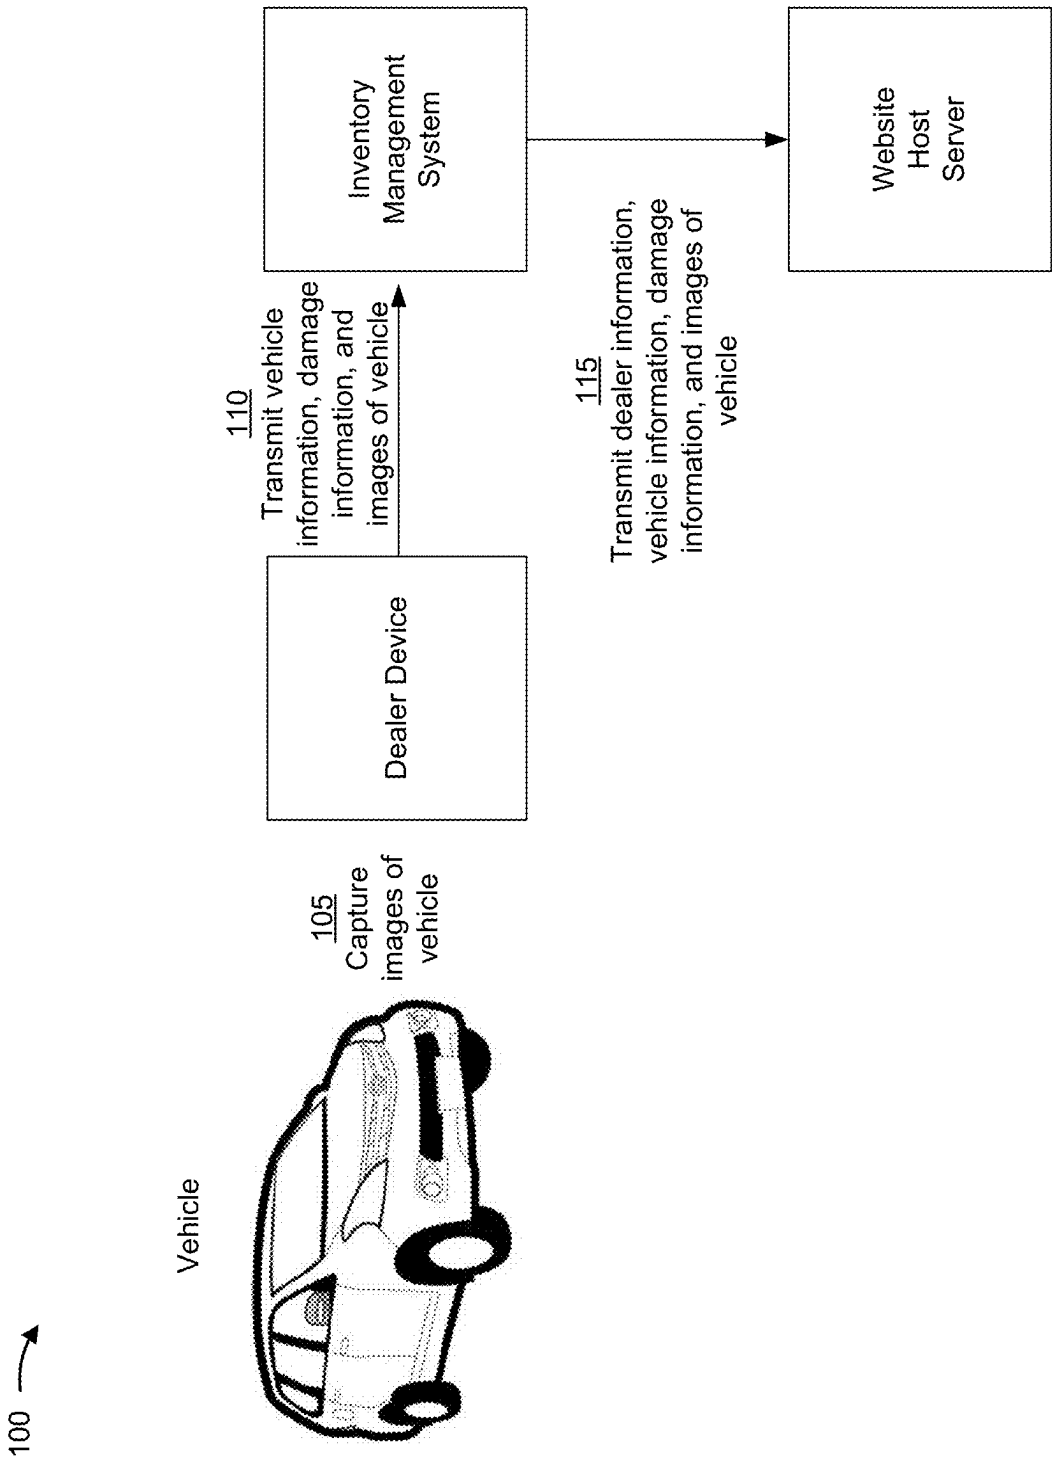 100
Vehicle
105
Capture
images of
vehicle
Dealer Device
110
Transmit vehicle
information, damage
information, and
images of vehicle
Inventory
Management
System
115
Transmit dealer information,
vehicle information, damage
information, and images of
vehicle
Website
Host
Server